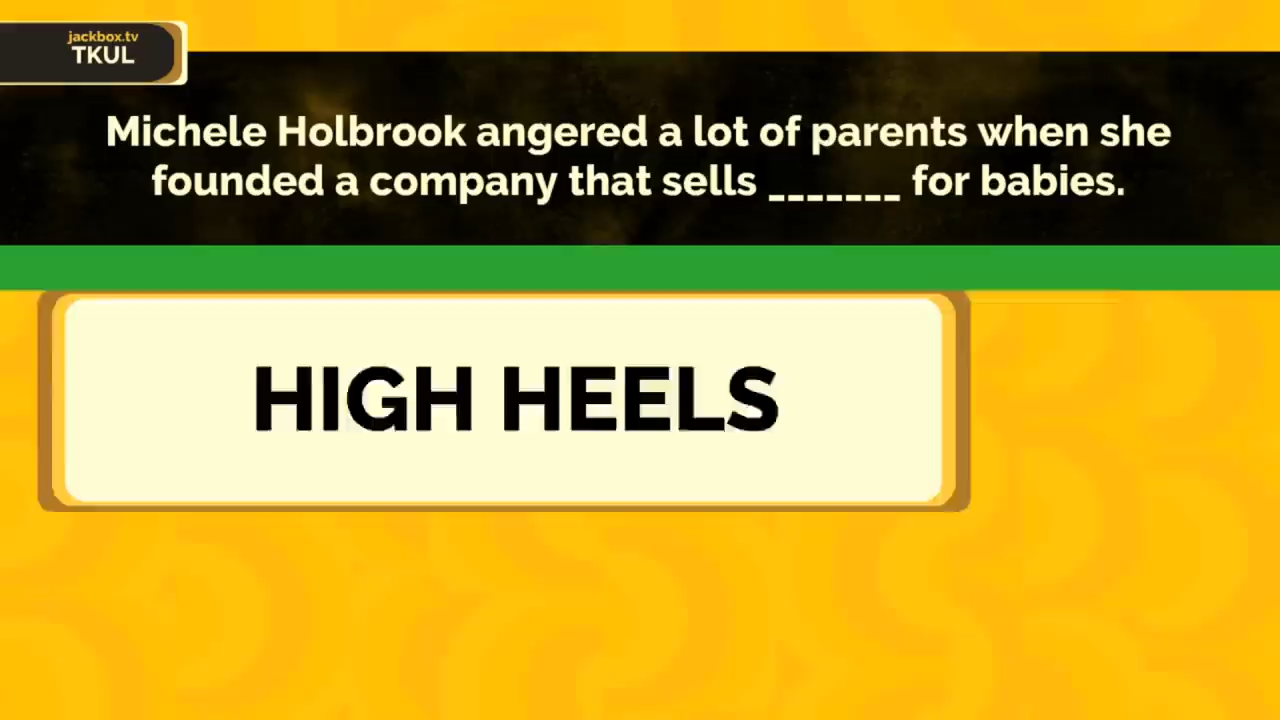 jackbox.tv
TKUL
Michele Holbrook angered a lot of parents when she
founded a company that sells _______ for babies.
HIGH HEELS